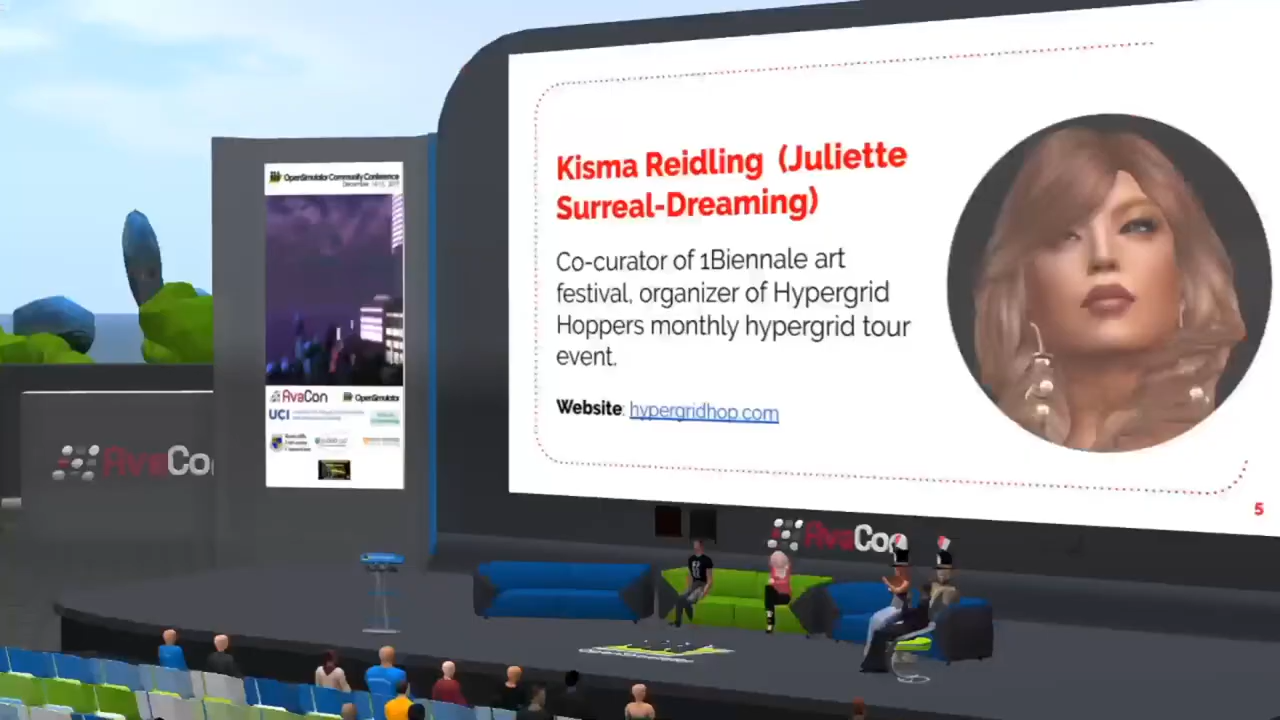 Kisma Reidling (Juliette
Surreal-Dreaming)
Co-curator of 1Biennale art
festival, organizer of Hypergrid
Hoppers monthly hypergrid tour
event.
Website: hypergridhop.com
5
OpenSimulator Community Conference
AvaCon OpenSimulator
UCI
AvaCo
AvaCon